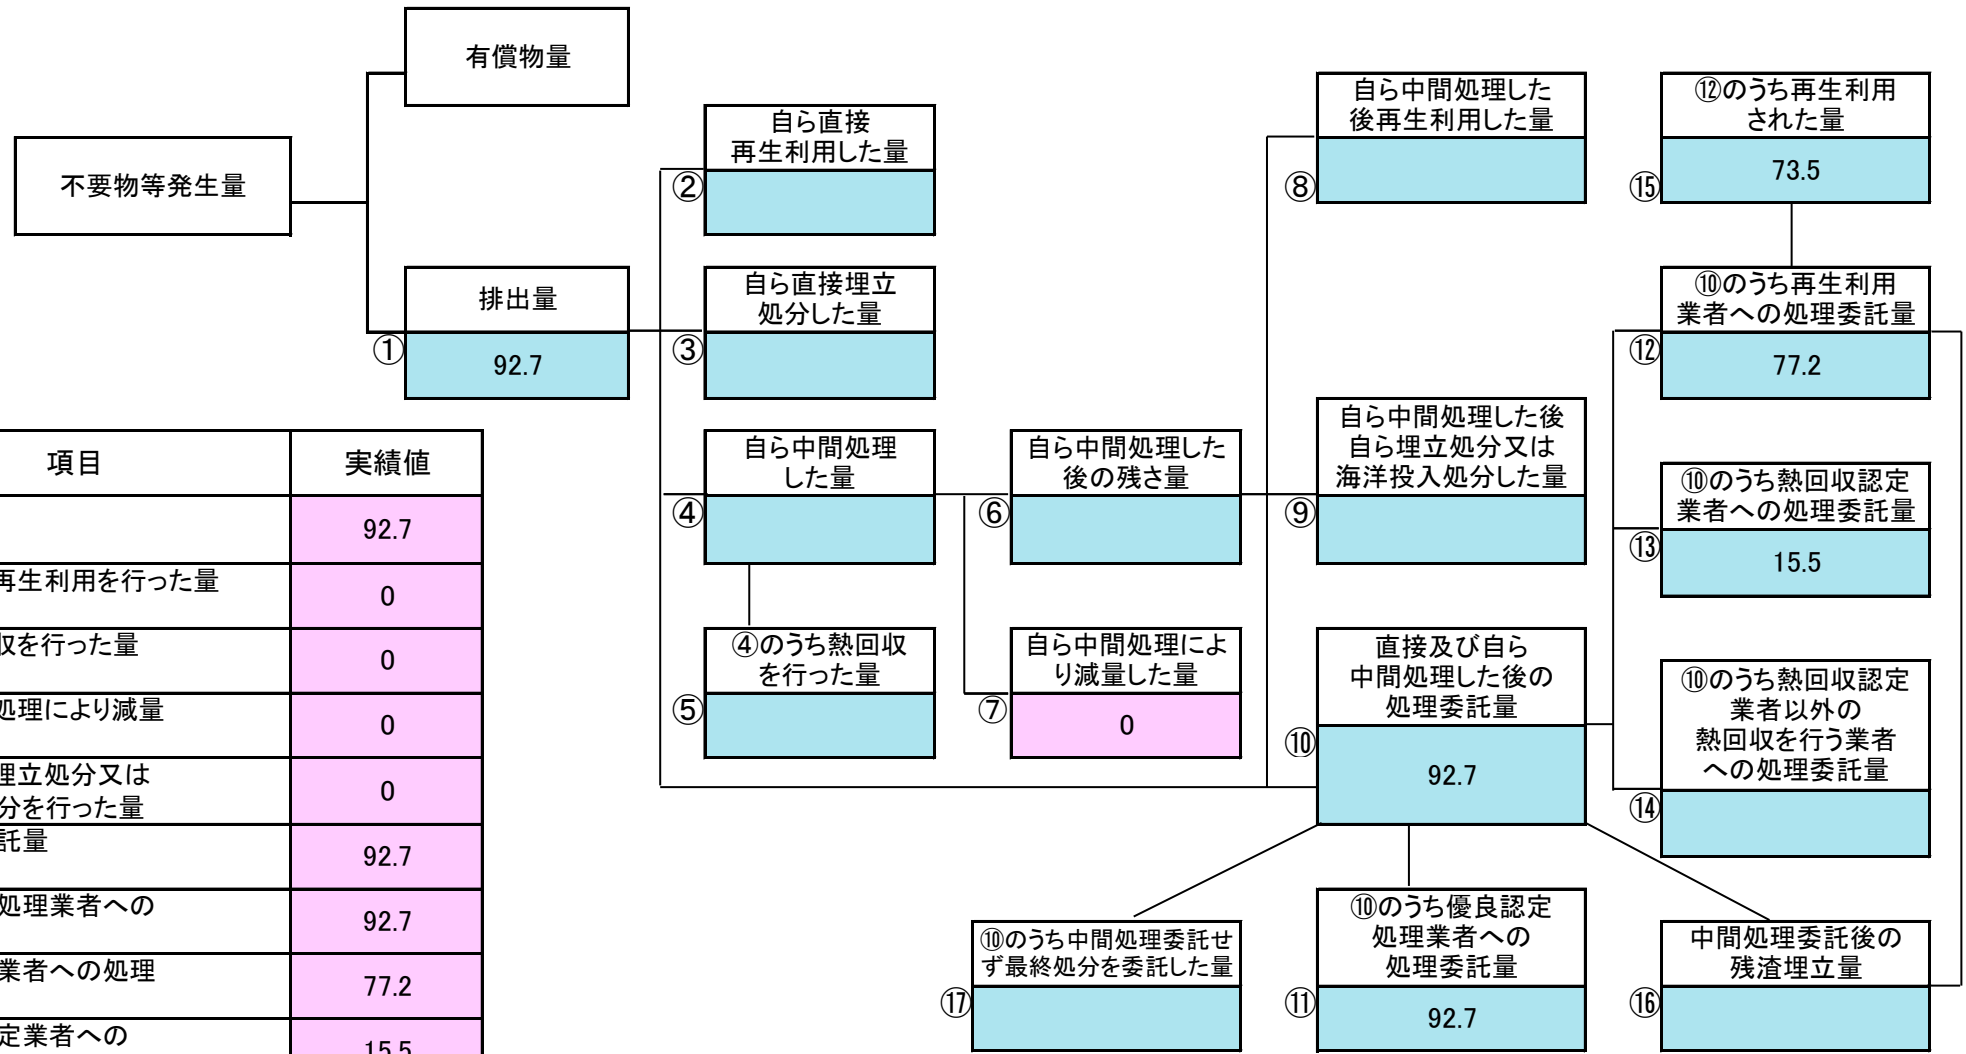 有償物量
不要物等発生量
排出量
①
92.7
自ら直接
再生利用した量
②
自ら直接埋立
処分した量
③
自ら中間処理
した量
④
④のうち熱回収
を行った量
⑤
自ら中間処理した
後の残さ量
⑥
自ら中間処理によ
り減量した量
⑦
0
自ら中間処理した
後再生利用した量
⑧
自ら中間処理した後
自ら埋立処分又は
海洋投入処分した量
⑨
直接及び自ら
中間処理した後の
処理委託量
⑩
92.7
⑫のうち再生利用
された量
⑮
73.5
⑩のうち再生利用
業者への処理委託量
⑫
77.2
⑩のうち熱回収認定
業者への処理委託量
⑬
15.5
⑩のうち熱回収認定
業者以外の
熱回収を行う業者
への処理委託量
⑭
⑩のうち中間処理委託せ
ず最終処分を委託した量
⑰
⑩のうち優良認定
処理業者への
処理委託量
⑪
92.7
中間処理委託後の
残渣埋立量
⑯
項目
実績値
92.7
再生利用を行った量
0
収を行った量
0
処理により減量
0
埋立処分又は
分を行った量
0
託量
92.7
処理業者への
92.7
業者への処理
77.2
定業者への
15.5